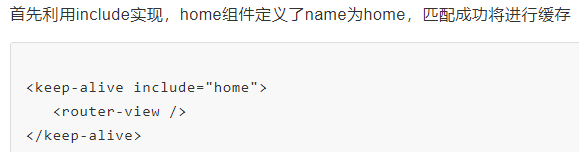 首先利用include实现，home组件定义了name为home，匹配成功将进行缓存
<keep-alive include="home">
<router-view />
</keep-alive>